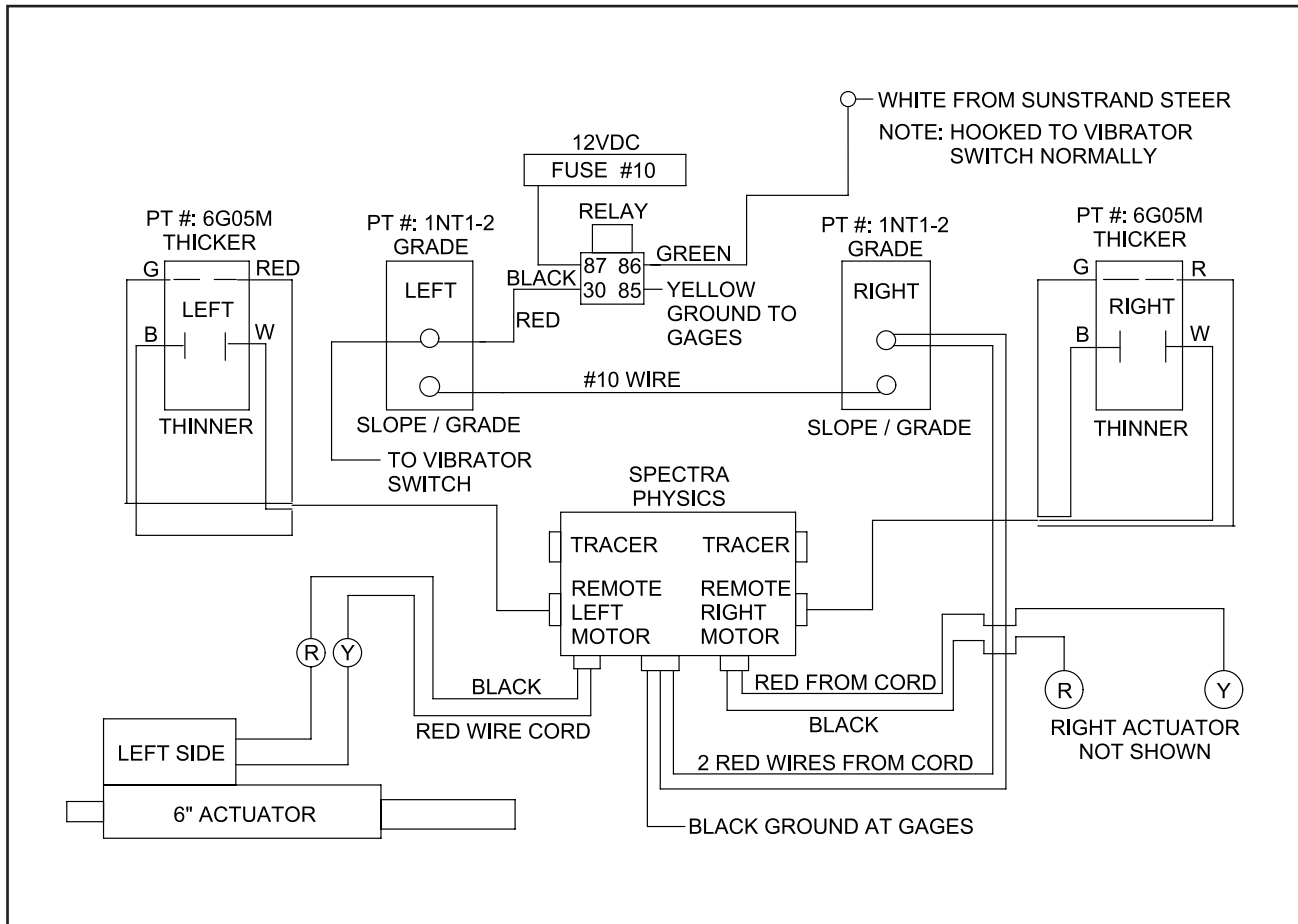 WHITE FROM SUNSTRAND STEER
NOTE: HOOKED TO VIBRATOR
SWITCH NORMALLY
12VDC
FUSE #10
RELAY
87 86
30 85
GREEN
BLACK
RED
YELLOW
GROUND TO
GAGES
PT #: 6G05M
THICKER
G
RED
LEFT
B
W
THINNER
PT #: 1NT1-2
GRADE
LEFT
SLOPE / GRADE
TO VIBRATOR
SWITCH
#10 WIRE
PT #: 1NT1-2
GRADE
RIGHT
SLOPE / GRADE
PT #: 6G05M
THICKER
G
R
RIGHT
B
W
THINNER
SPECTRA
PHYSICS
TRACER
TRACER
REMOTE
LEFT
MOTOR
REMOTE
RIGHT
MOTOR
R
Y
BLACK
RED WIRE CORD
LEFT SIDE
6" ACTUATOR
RED FROM CORD
BLACK
2 RED WIRES FROM CORD
BLACK GROUND AT GAGES
R
Y
RIGHT ACTUATOR
NOT SHOWN